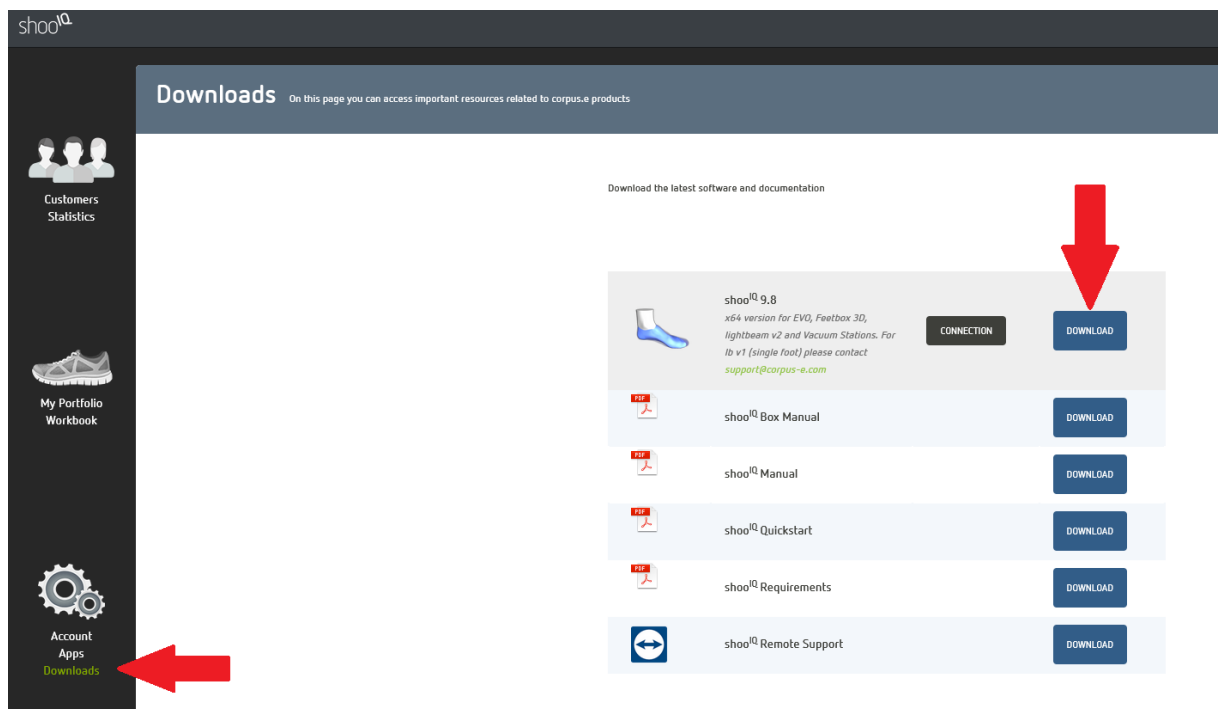 shooIQ
Downloads On this page you can access important resources related to corpus.e products
Customers
Statistics
My Portfolio
Workbook
Account
Apps
Downloads
Download the latest software and documentation
shooIQ 9.8
x64 version for EVO, Feetbox 3D,
lightbeam v2 and Vacuum Stations. For
lb v1 (single foot) please contact
support@corpus-e.com
CONNECTION
DOWNLOAD
PDF
shooIQ Box Manual
DOWNLOAD
PDF
shooIQ Manual
DOWNLOAD
PDF
shooIQ Quickstart
DOWNLOAD
PDF
shooIQ Requirements
DOWNLOAD
shooIQ Remote Support
DOWNLOAD